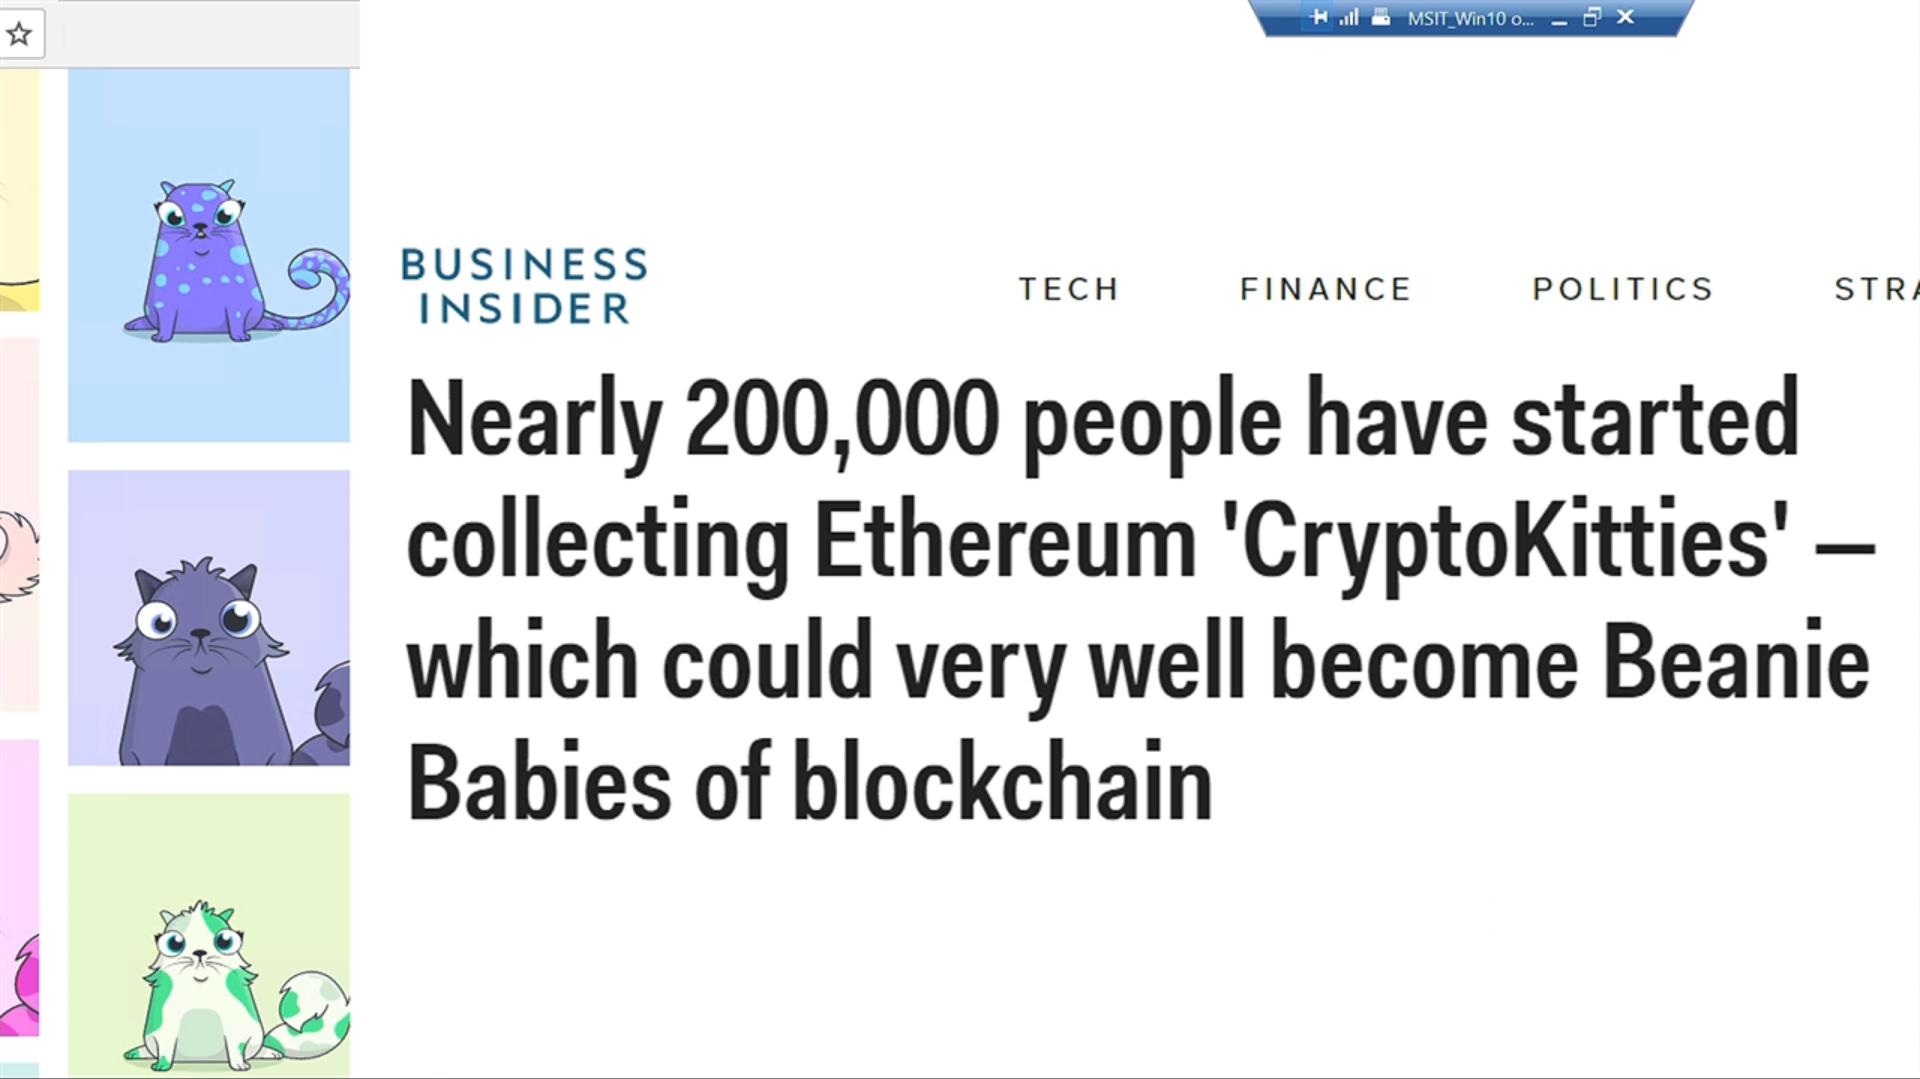 MSIT_Win10 o...
BUSINESS
INSIDER
TECH FINANCE POLITICS STRA
Nearly 200,000 people have started
collecting Ethereum 'CryptoKitties' –
which could very well become Beanie
Babies of blockchain